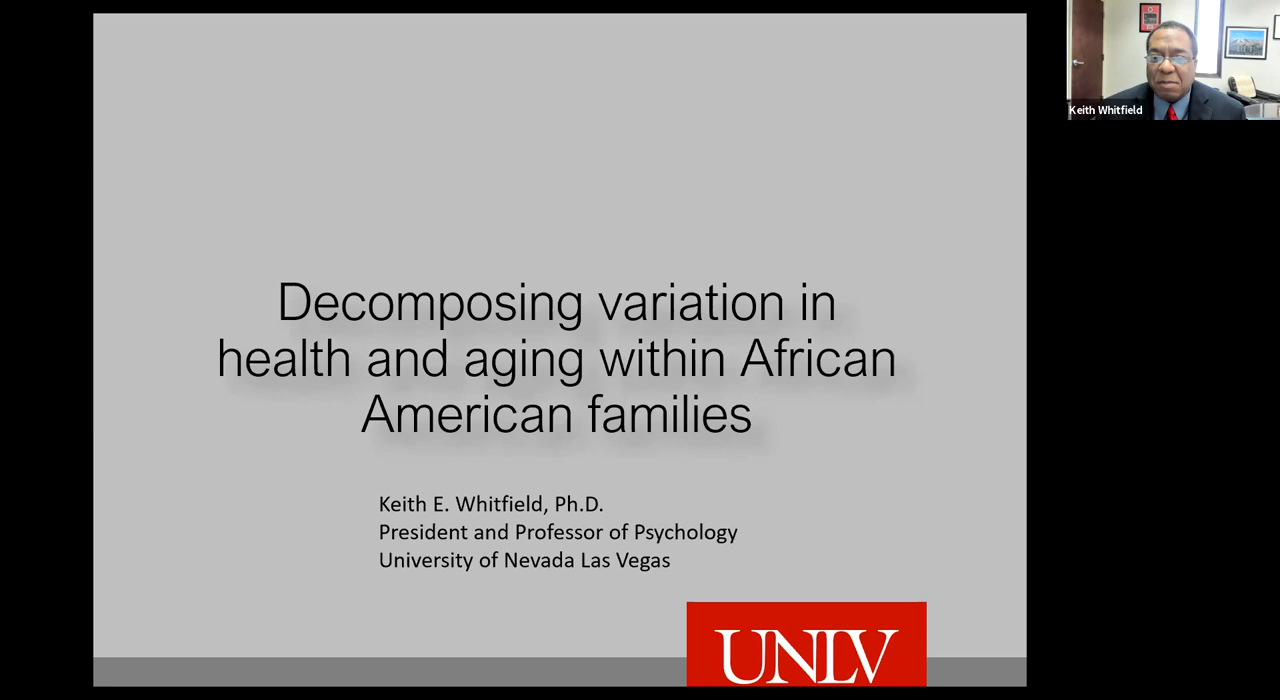 Decomposing variation in
health and aging within African
American families
Keith E. Whitfield, Ph.D.
President and Professor of Psychology
University of Nevada Las Vegas
UNLV
Keith Whitfield